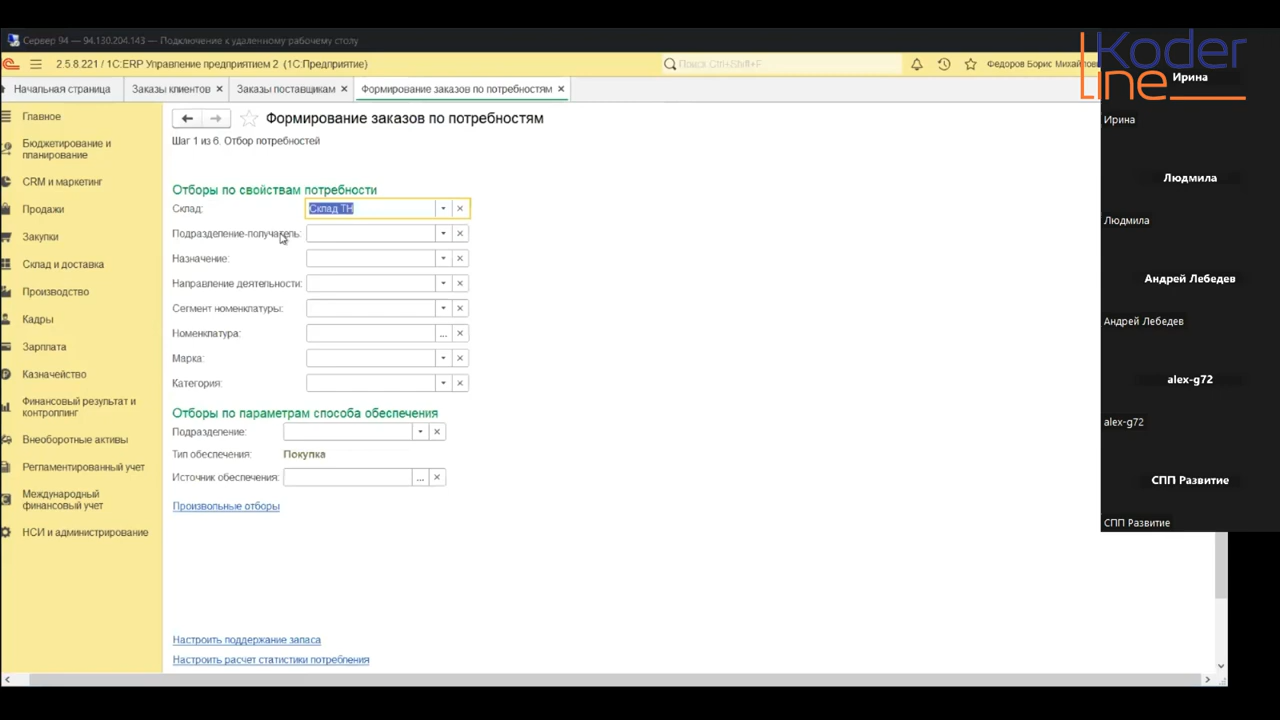 Сервер 94 — 94.130.204.143 — Подключение к удаленному рабочему столу
2.5.8.221 / 1C:ERP Управление предприятием 2 (1С:Предприятие)
Поиск Ctrl+Shift+F
Федоров Борис Михайлов
Koder
line
Начальная страница
Заказы клиентов ×
Заказы поставщикам ×
Формирование заказов по потребностям ×
Главное
Бюджетирование и
планирование
CRM и маркетинг
Продажи
Закупки
Склад и доставка
Производство
Кадры
Зарплата
Казначейство
Финансовый результат и
контроллинг
Внеоборотные активы
Регламентированный учет
Международный
финансовый учет
НСИ и администрирование
Формирование заказов по потребностям
Шаг 1 из 6. Отбор потребностей
Отборы по свойствам потребности
Склад: Склад ТН
Подразделение-получатель:
Назначение:
Направление деятельности:
Сегмент номенклатуры:
Номенклатура: ...
Марка:
Категория:
Отборы по параметрам способа обеспечения
Подразделение:
Тип обеспечения: Покупка
Источник обеспечения: ...
Произвольные отборы
Настроить поддержание запаса
Настроить расчет статистики потребления
Ирина
Ирина
Людмила
Людмила
Андрей Лебедев
Андрей Лебедев
alex-g72
alex-g72
СПП Развитие
СПП Развитие